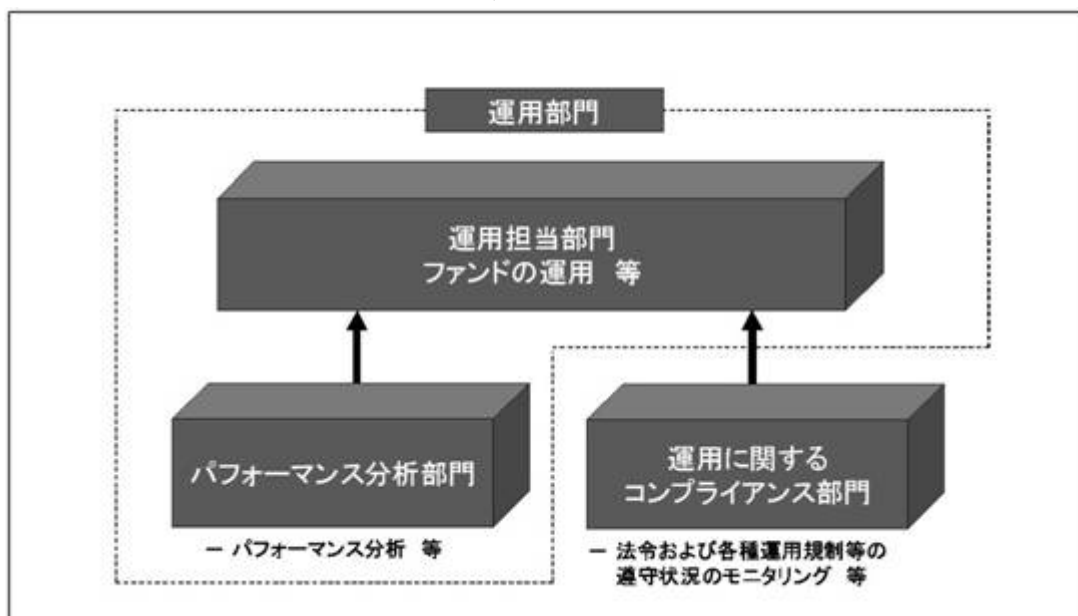 運用部門
運用担当部門
ファンドの運用 等
パフォーマンス分析部門
- パフォーマンス分析 等
運用に関する
コンプライアンス部門
- 法令および各種運用規制等の
遵守状況のモニタリング 等